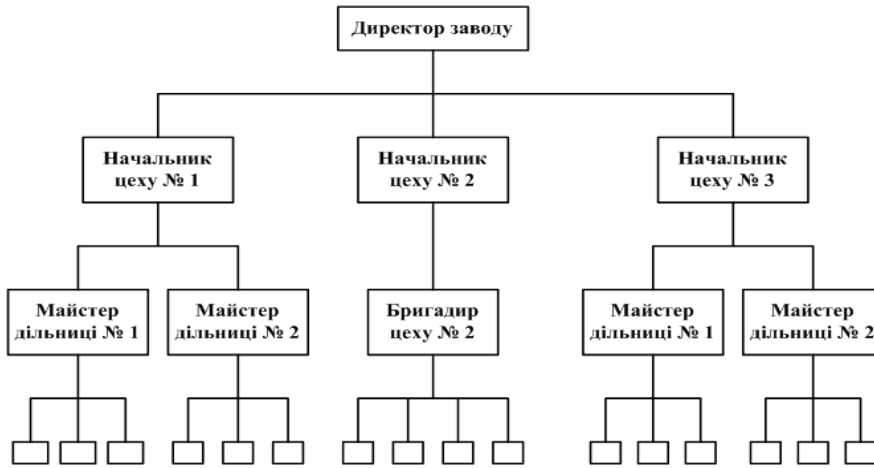 Директор заводу
Начальник
цеху № 1
Начальник
цеху № 2
Начальник
цеху № 3
Майстер
дільниці № 1
Майстер
дільниці № 2
Бригадир
цеху № 2
Майстер
дільниці № 1
Майстер
дільниці № 2